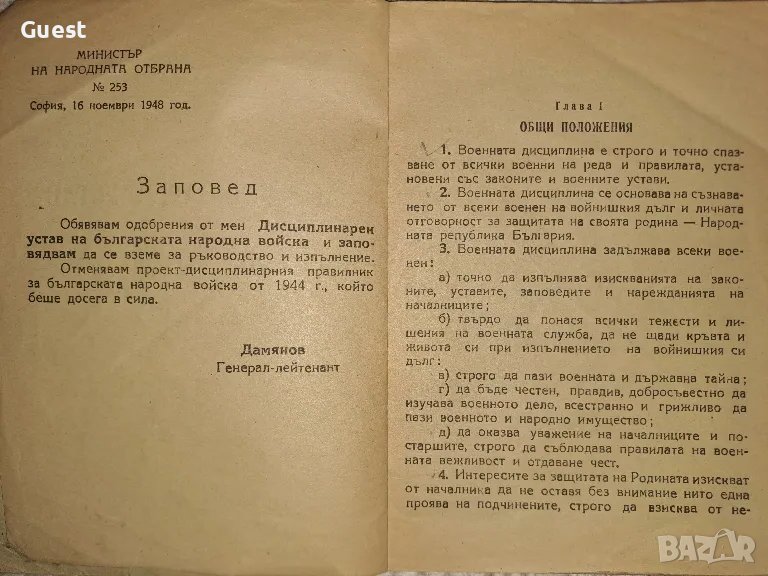 Guest
МИНИСТЪР
НА НАРОДНАТА ОТБРАНА
№ 253
София, 16 ноември 1948 год.
Заповед
Обявявам одобрения от мен Дисциплинарен
устав на българската народна войска и запо-
вядвам да се вземе за ръководство и изпълнение.
Отменявам проект-дисциплинарния правилник
за българската народна войска от 1944 г., който
беше досега в сила.
Дамянов
Генерал-лейтенант
Глава I
ОБЩИ ПОЛОЖЕНИЯ
1. Военната дисциплина е строго и точно спаз-
ване от всички военни на реда и правилата, уста-
новени със законите и военните устави.
2. Военната дисциплина се основава на съзнава-
нето от всеки военен на войнишкия дълг и личната
отговорност за защитата на своята родина — Народ-
ната република България.
3. Военната дисциплина задължава всеки вое-
нен:
а) точно да изпълнява изискванията на зако-
ните, уставите, заповедите и нарежданията на
началниците;
б) твърдо да понася всички тежести и ли-
шения на военната служба, да не щади кръвта и
живота си при изпълнението на войнишкия си
дълг:
в) строго да пази военната и държавна тайна;
г) да бъде честен, правдив, добросъвестно да
изучава военното дело, всестранно и грижливо да
пази военното и народно имущество;
д) да оказва уважение на началниците и по-
старшите, строго да съблюдава правилата на воен-
ната вежливост и отдаване чест.
4. Интересите за защитата на Родината изискват
от началника да не оставя без внимание нито една
проява на подчинените, строго да взисква от не-
BAZAR